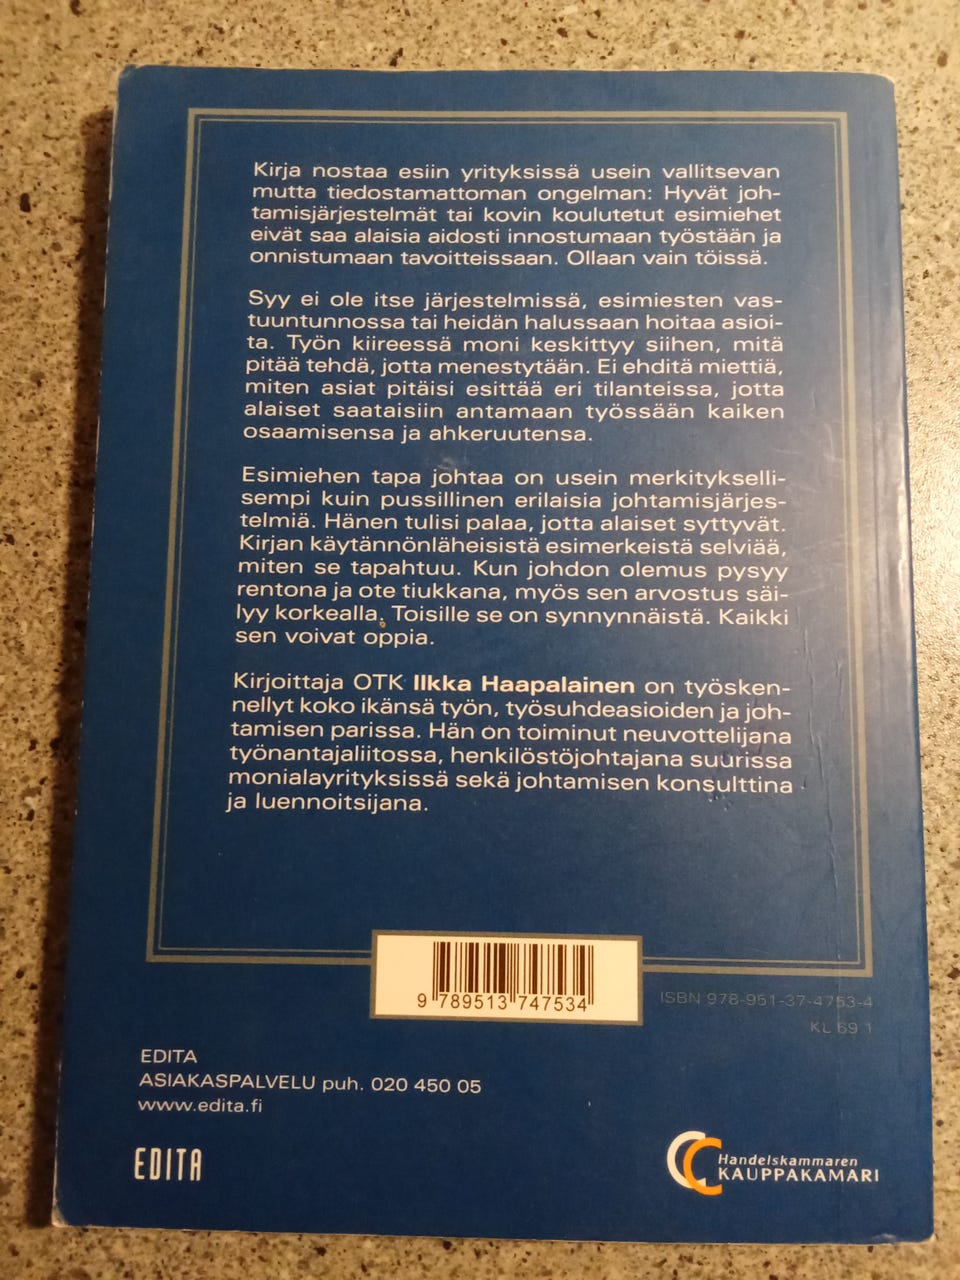 Kirja nostaa esiin yrityksissä usein vallitsevan
mutta tiedostamattoman ongelman: Hyvät joh-
tamisjärjestelmät tai kovin koulutetut esimiehet
eivät saa alaisia aidosti innostumaan työstään ja
onnistumaan tavoitteissaan. Ollaan vain töissä.
Syy ei ole itse järjestelmissä, esimiesten vas-
tuuntunnossa tai heidän halussaan hoitaa asioi-
ta. Työn kiireessä moni keskittyy siihen, mitä
pitää tehdä, jotta menestytään. Ei ehditä miettiä,
miten asiat pitäisi esittää eri tilanteissa, jotta
alaiset saataisiin antamaan työssään kaiken
osaamisensa ja ahkeruutensa.
Esimiehen tapa johtaa on usein merkitykselli-
sempi kuin pussillinen erilaisia johtamisjärjes-
telmiä. Hänen tulisi palaa, jotta alaiset syttyvät.
Kirjan käytännönläheisistä esimerkeistä selviää,
miten se tapahtuu. Kun johdon olemus pysyy
rentona ja ote tiukkana, myös sen arvostus säi-
lyy korkealla. Toisille se on synnynnäistä. Kaikki
sen voivat oppia.
Kirjoittaja OTK Ilkka Haapalainen on työsken-
nellyt koko ikänsä työn, työsuhdeasioiden ja joh-
tamisen parissa. Hän on toiminut neuvottelijana
työnantajaliitossa, henkilöstöjohtajana suurissa
monialayrityksissä sekä johtamisen konsulttina
ja luennoitsijana.
9 789513 747534
ISBN 978-951-37-4753-4
KL 69.1
EDITA
ASIAKASPALVELU puh. 020 450 05
www.edita.fi
EDITA
Handelskammaren
KAUPPAKAMARI